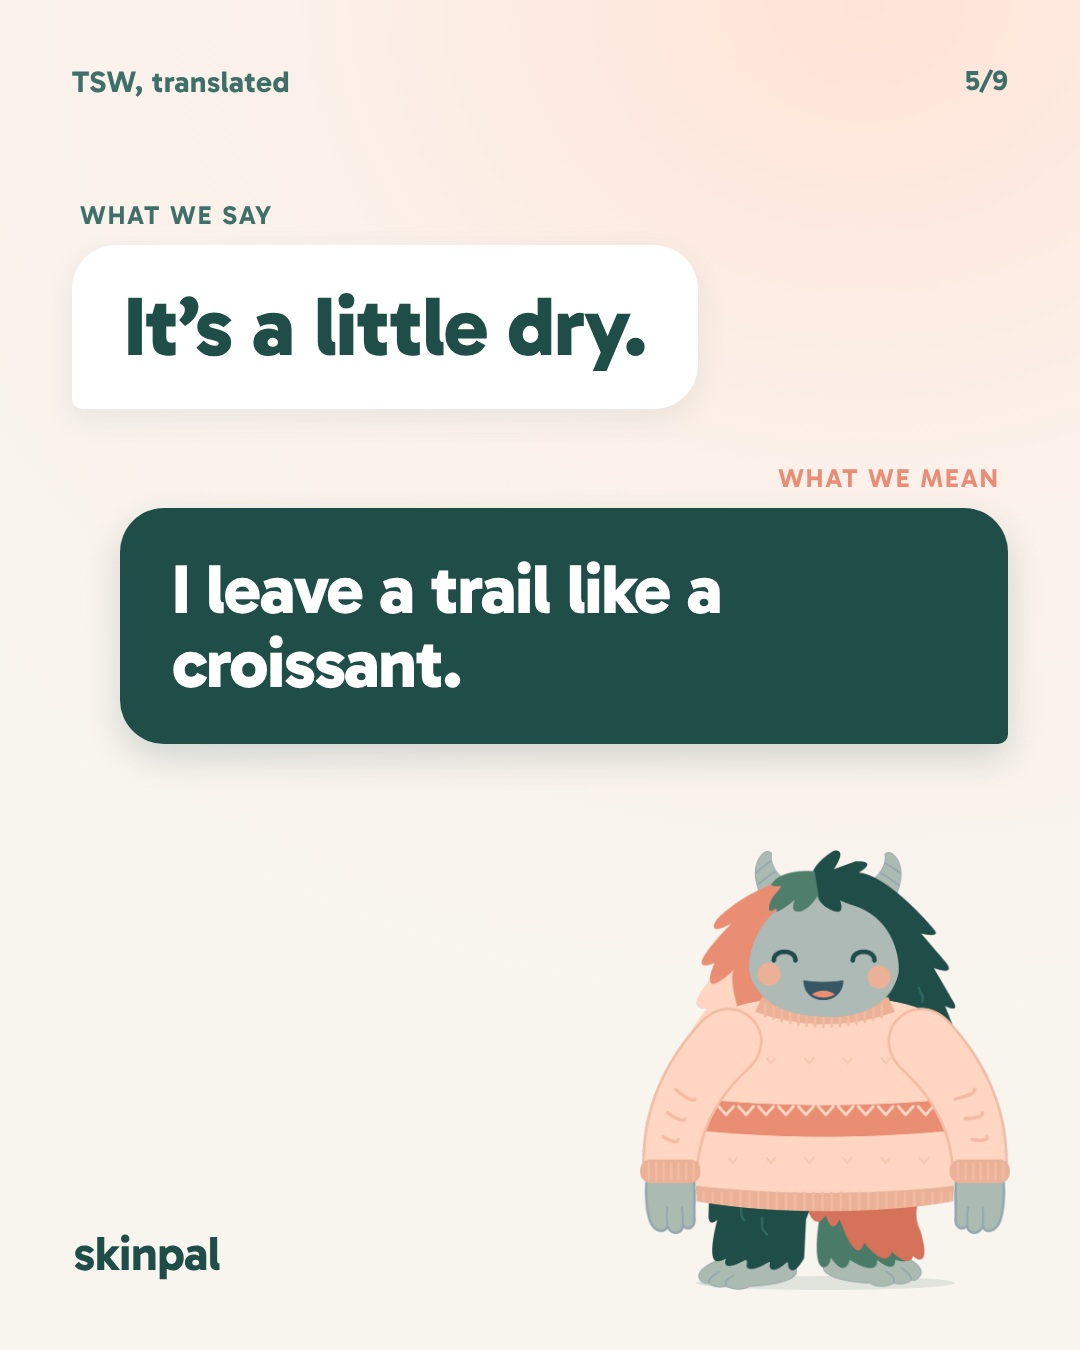 TSW, translated
5/9
WHAT WE SAY
It’s a little dry.
WHAT WE MEAN
I leave a trail like a
croissant.
skinpal